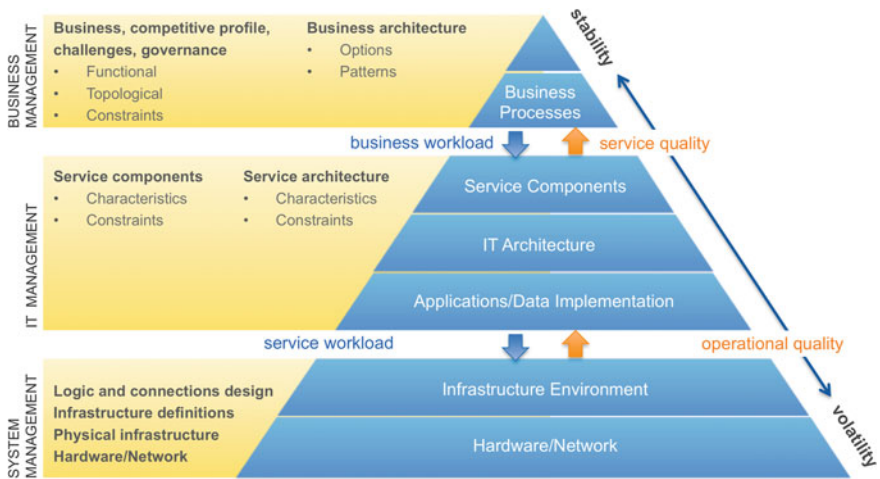 BUSINESS
MANAGEMENT
Business, competitive profile,
challenges, governance
• Functional
• Topological
• Constraints
Business architecture
• Options
• Patterns
Business
Processes
stability
business workload
service quality
IT MANAGEMENT
Service components
• Characteristics
• Constraints
Service architecture
• Characteristics
• Constraints
Service Components
IT Architecture
Applications/Data Implementation
service workload
operational quality
SYSTEM
MANAGEMENT
Logic and connections design
Infrastructure definitions
Physical infrastructure
Hardware/Network
Infrastructure Environment
Hardware/Network
volatility